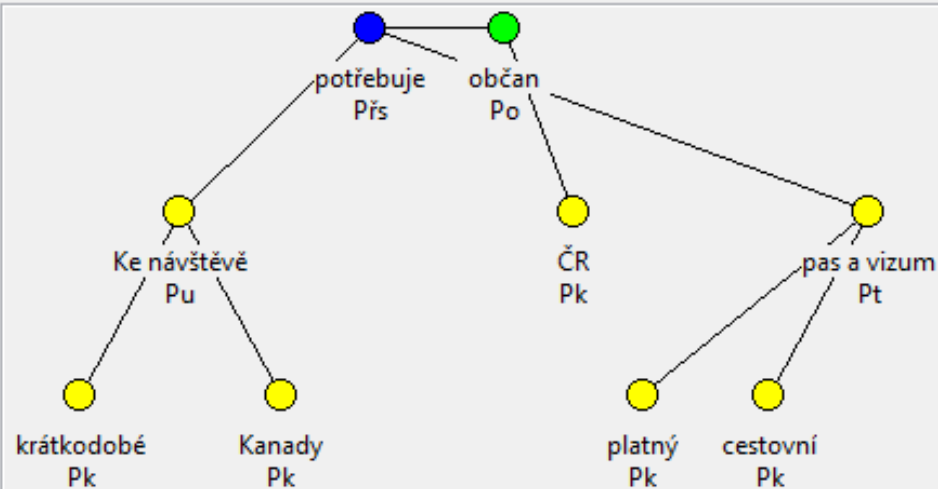 potřebuje občan
Přs Po
Ke návštěvě ČR pas a vizum
Pu Pk Pt
krátkodobé Kanady platný cestovní
Pk Pk Pk Pk